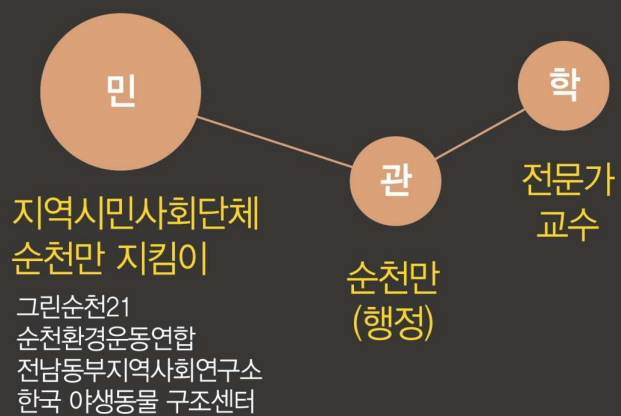 민
지역시민사회단체
순천만 지킴이
그린순천21
순천환경운동연합
전남동부지역사회연구소
한국 야생동물 구조센터
관
순천만
(행정)
학
전문가
교수